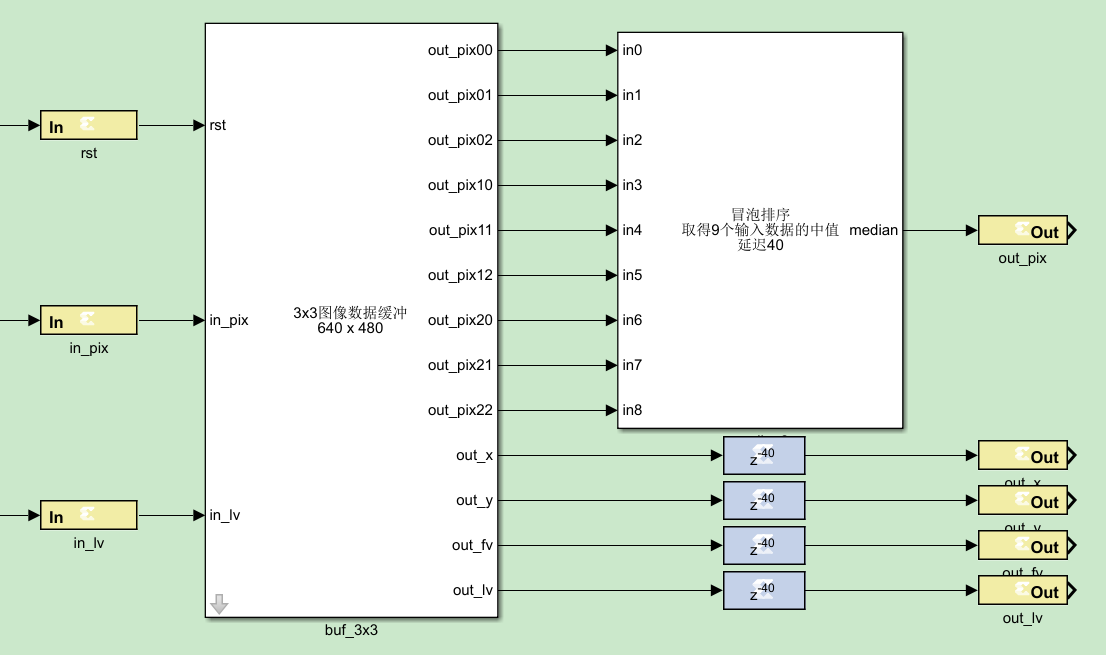 In
rst
In
in_pix
In
in_lv
rst
in_pix
in_lv
3x3图像数据缓冲
640 x 480
out_pix00
out_pix01
out_pix02
out_pix10
out_pix11
out_pix12
out_pix20
out_pix21
out_pix22
out_x
out_y
out_fv
out_lv
buf_3x3
in0
in1
in2
in3
in4
in5
in6
in7
in8
冒泡排序
取得9个输入数据的中值
延迟40
median
z-40
z-40
z-40
z-40
Out
out_pix
Out
out_x
Out
out_y
Out
out_fv
Out
out_lv